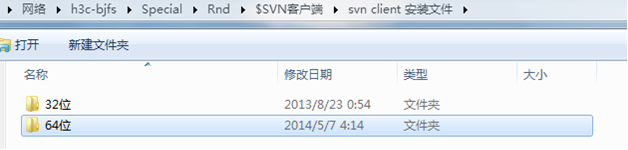 网络 h3c-bjfs Special Rnd $SVN客户端 svn client 安装文件
打开 新建文件夹
名称 修改日期 类型 大小
32位 2013/8/23 0:54 文件夹
64位 2014/5/7 4:14 文件夹